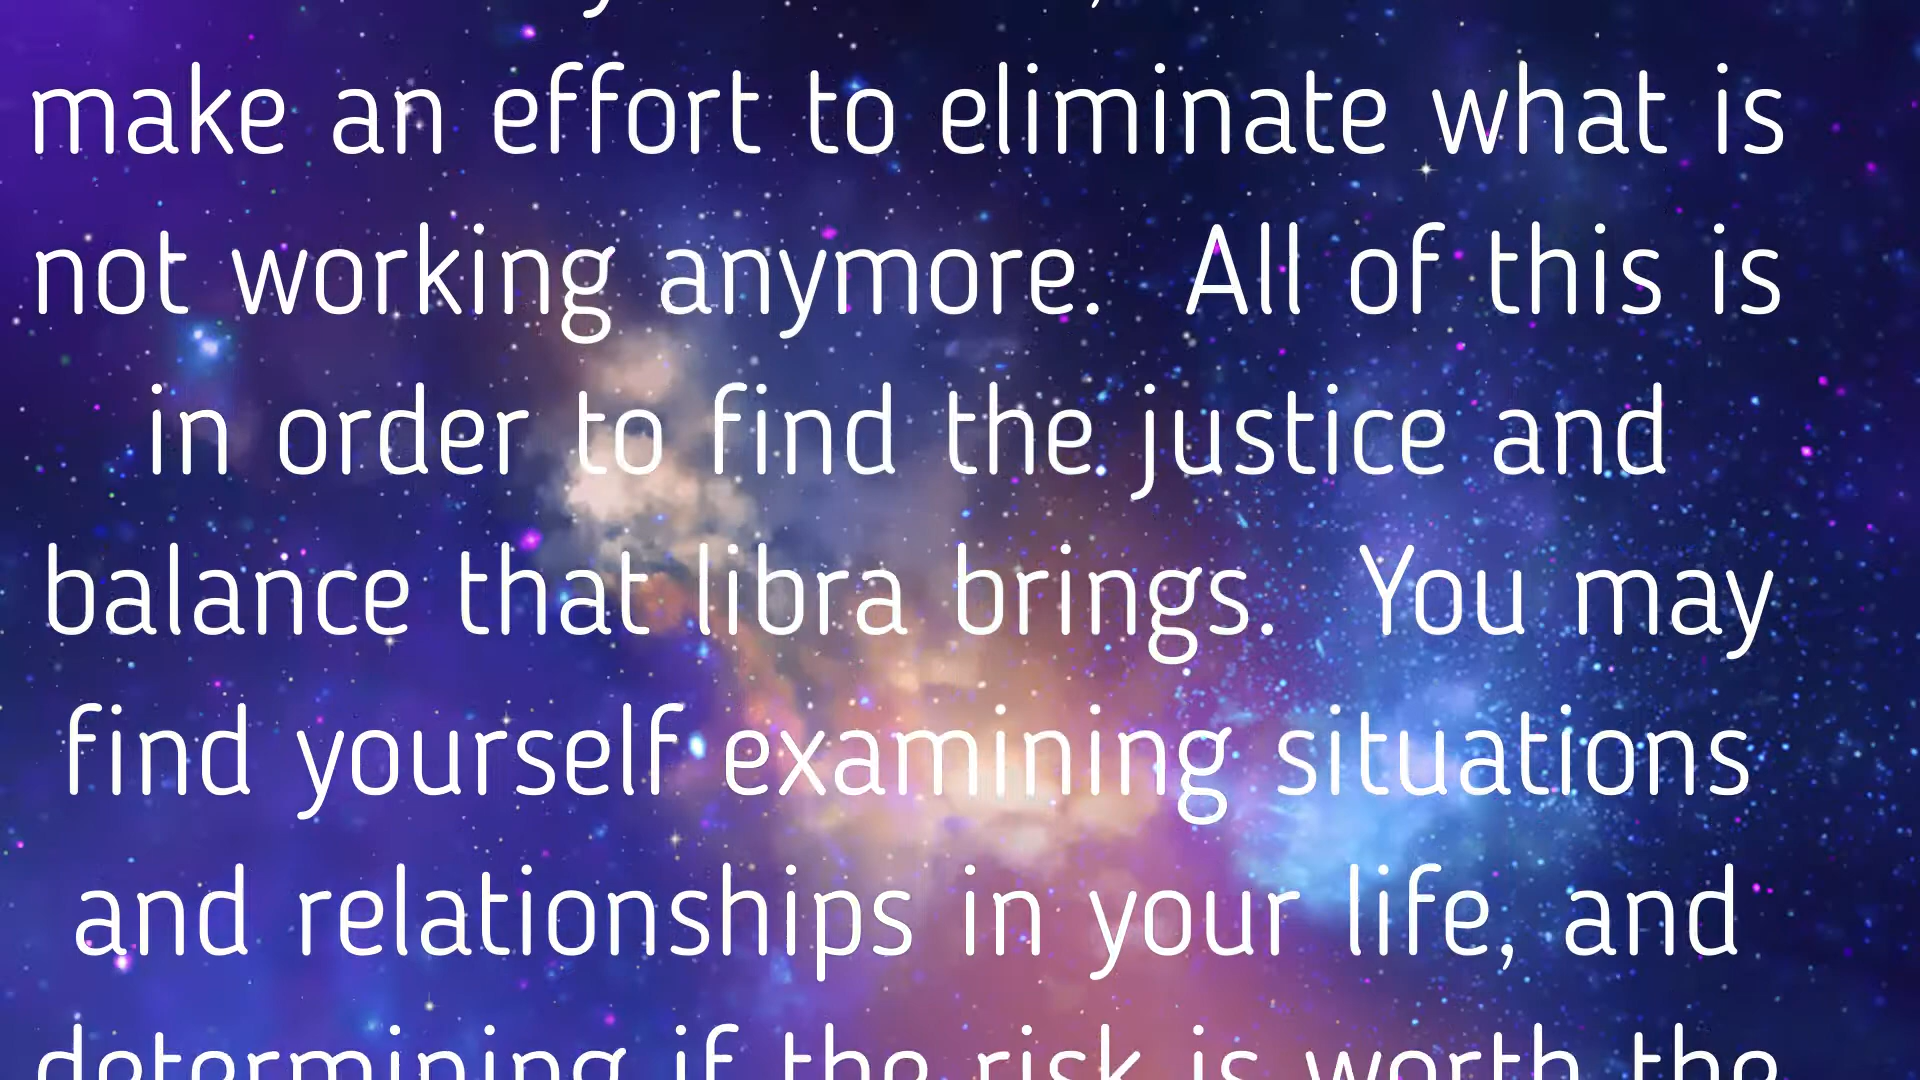 make an effort to eliminate what is
not working anymore. All of this is
in order to find the justice and
balance that libra brings. You may
find yourself examining situations
and relationships in your life, and
determining if the risk is worth the